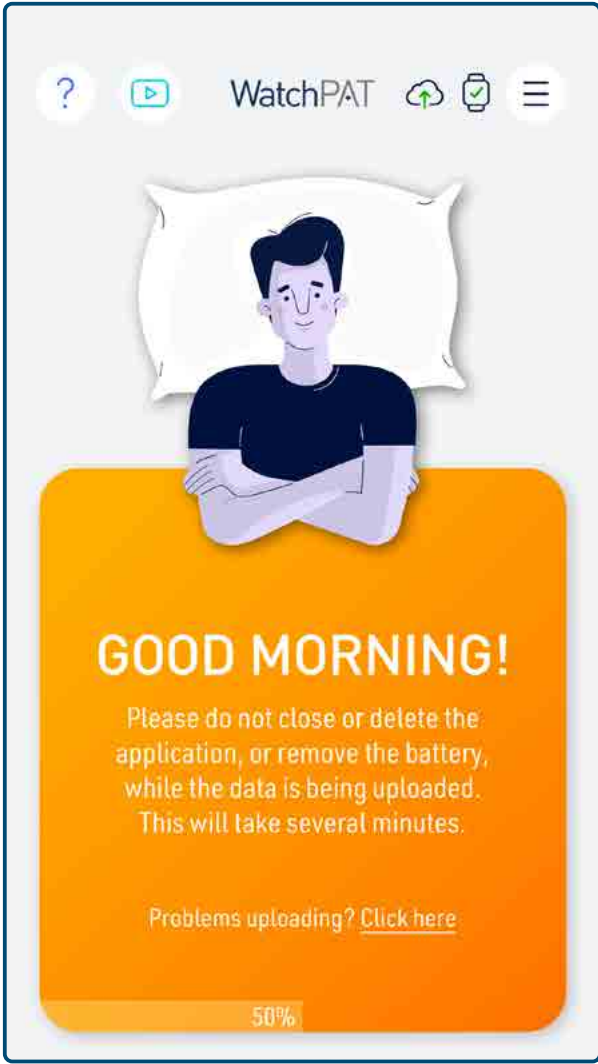 ?
WatchPAT
GOOD MORNING!
Please do not close or delete the
application, or remove the battery,
while the data is being uploaded.
This will take several minutes.
Problems uploading? Click here
50%